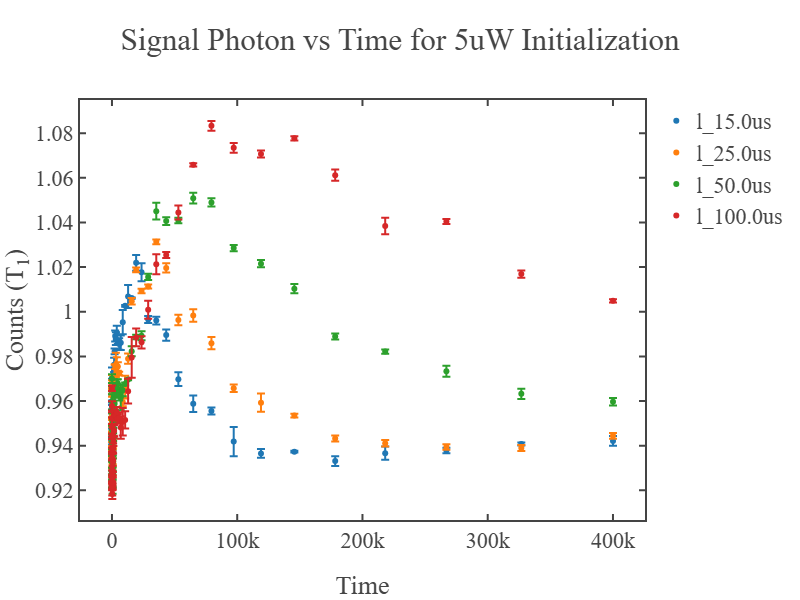 Signal Photon vs Time for 5uW Initialization
l_15.0us
l_25.0us
l_50.0us
l_100.0us
Counts (T₁)
1.08
1.06
1.04
1.02
1
0.98
0.96
0.94
0.92
0
100k
200k
300k
400k
Time